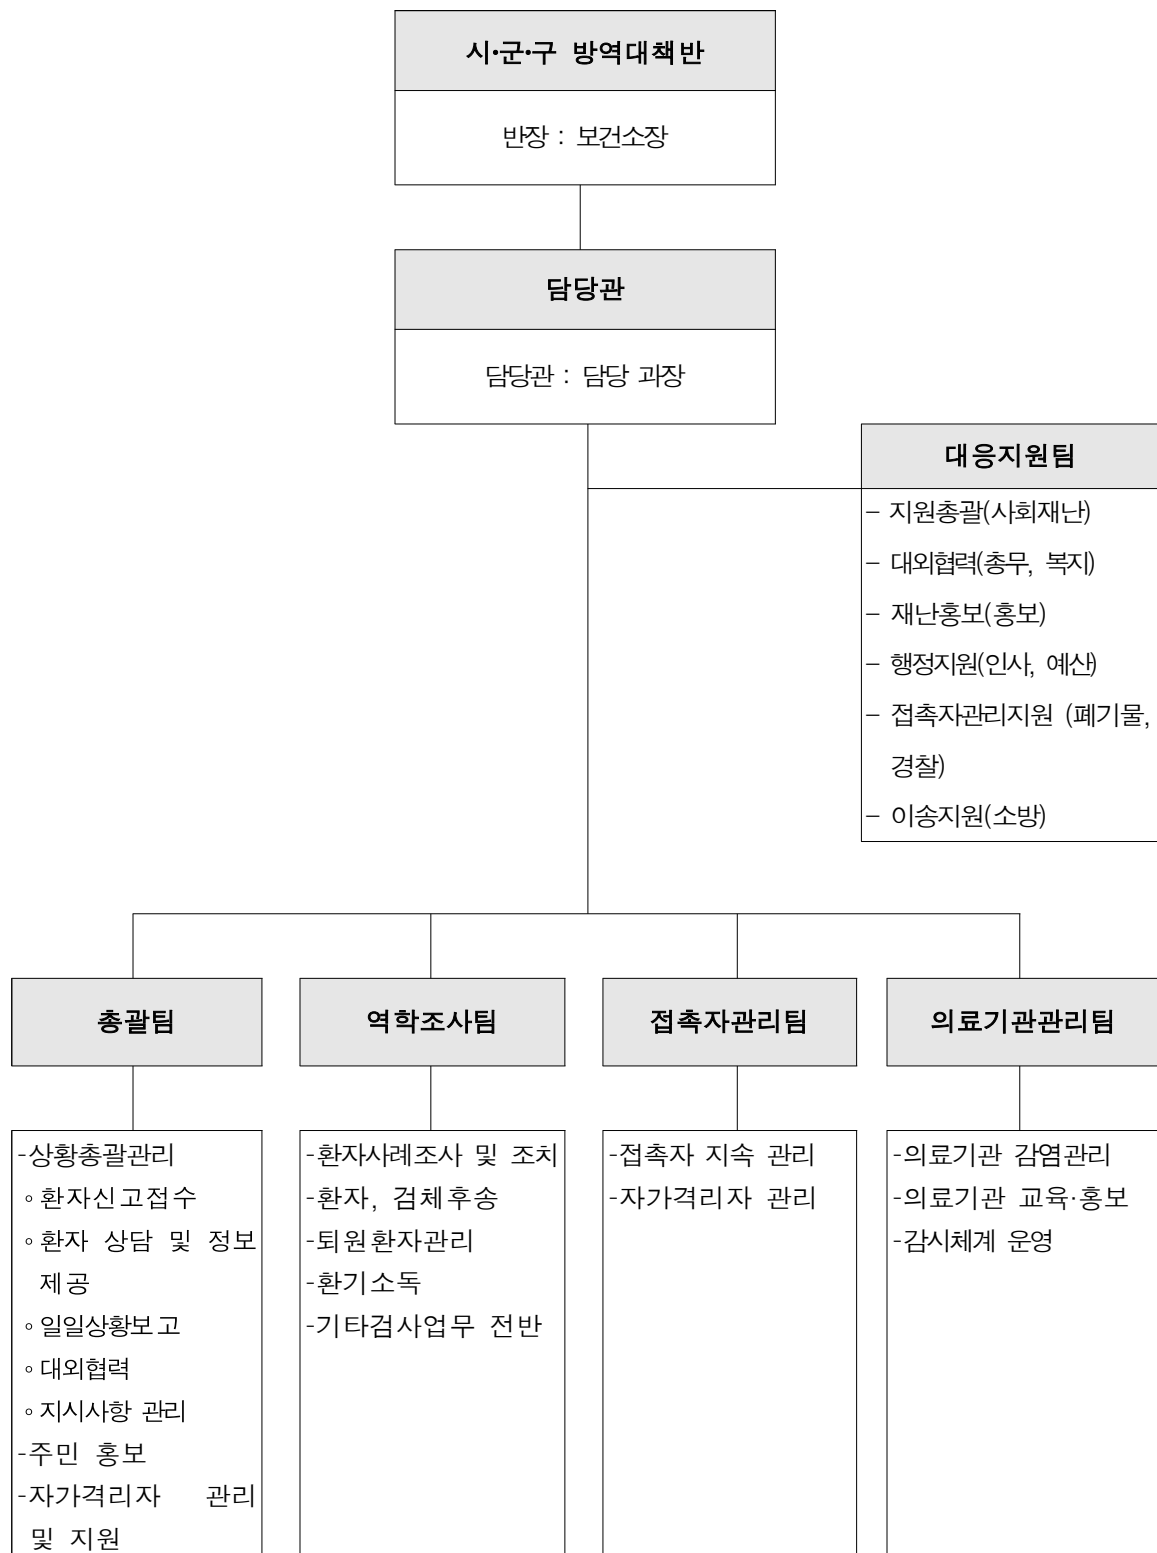 시·군·구 방역대책반
반장 : 보건소장
담당관
담당관 : 담당 과장
대응지원팀
- 지원총괄(사회재난)
- 대외협력(총무, 복지)
- 재난홍보(홍보)
- 행정지원(인사, 예산)
- 접촉자관리지원 (폐기물,
경찰)
- 이송지원(소방)
총괄팀
-상황총괄관리
∘환자신고접수
∘환자 상담 및 정보
제공
∘일일상황보고
∘대외협력
∘지시사항 관리
-주민 홍보
-자가격리자 관리
및 지원
역학조사팀
-환자사례조사 및 조치
-환자, 검체후송
-퇴원환자관리
-환기소독
-기타검사업무 전반
접촉자관리팀
-접촉자 지속 관리
-자가격리자 관리
의료기관관리팀
-의료기관 감염관리
-의료기관 교육·홍보
-감시체계 운영